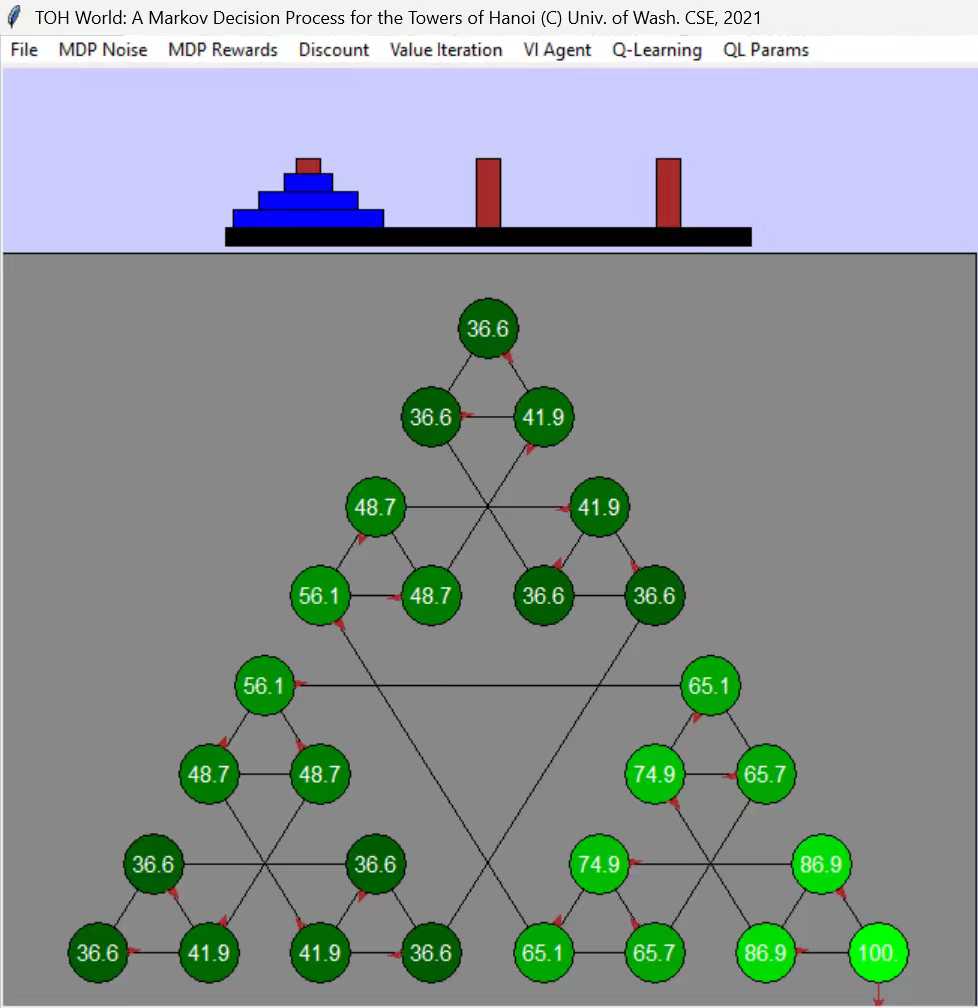 TOH World: A Markov Decision Process for the Towers of Hanoi (C) Univ. of Wash. CSE, 2021
File MDP Noise MDP Rewards Discount Value Iteration VI Agent Q-Learning QL Params
36.6
36.6 41.9
48.7 41.9
56.1 48.7 36.6 36.6
56.1 65.1
48.7 48.7 74.9 65.7
36.6 36.6 74.9 86.9
36.6 41.9 41.9 36.6 65.1 65.7 86.9 100.